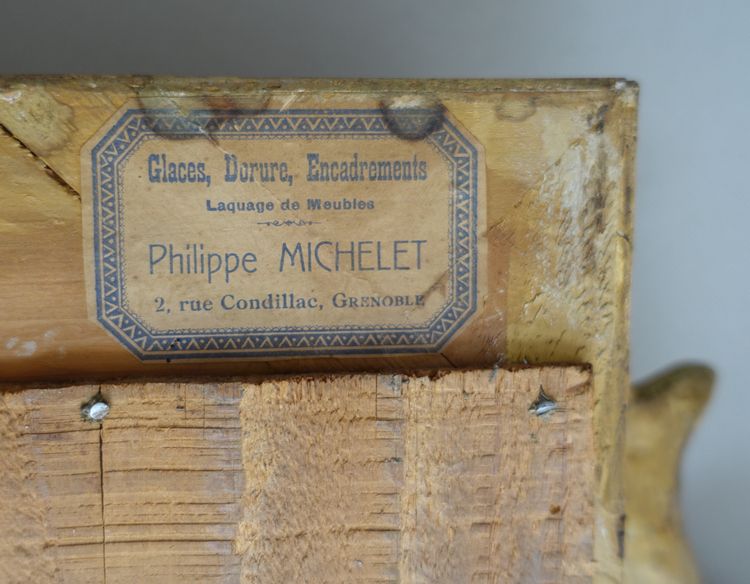 Glaces, Dorure, Encadrements
Laquage de Meubles
Philippe MICHELET
2, rue Condillac, GRENOBLE